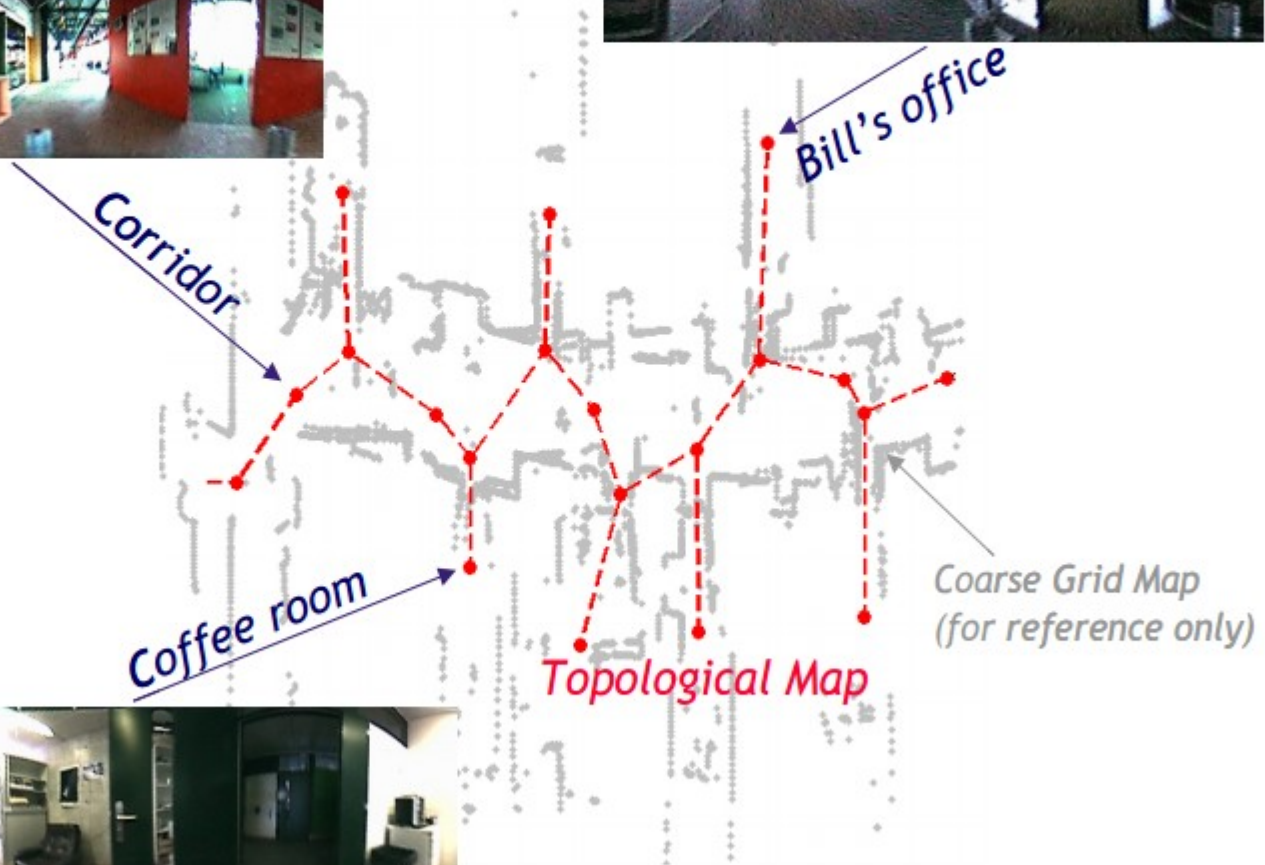 Bill's office
Corridor
Coarse Grid Map
(for reference only)
Coffee room
Topological Map